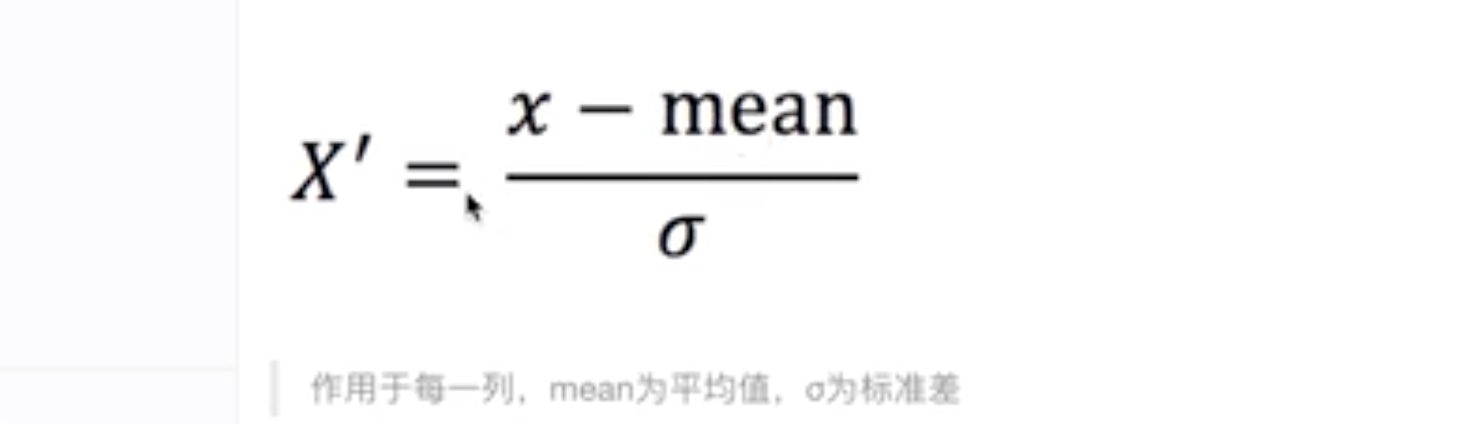 X′ = (x − mean) / σ
作用于每一列，mean为平均值，σ为标准差